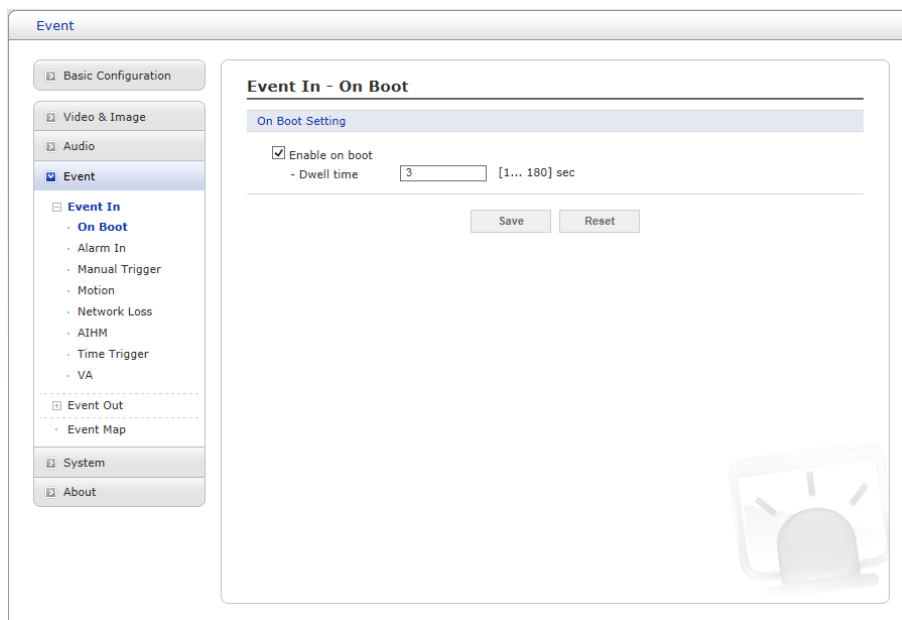 Event
Basic Configuration
Video & Image
Audio
Event
Event In
On Boot
Alarm In
Manual Trigger
Motion
Network Loss
AIHM
Time Trigger
VA
Event Out
Event Map
System
About
Event In - On Boot
On Boot Setting
Enable on boot
- Dwell time 3 [1... 180] sec
Save Reset